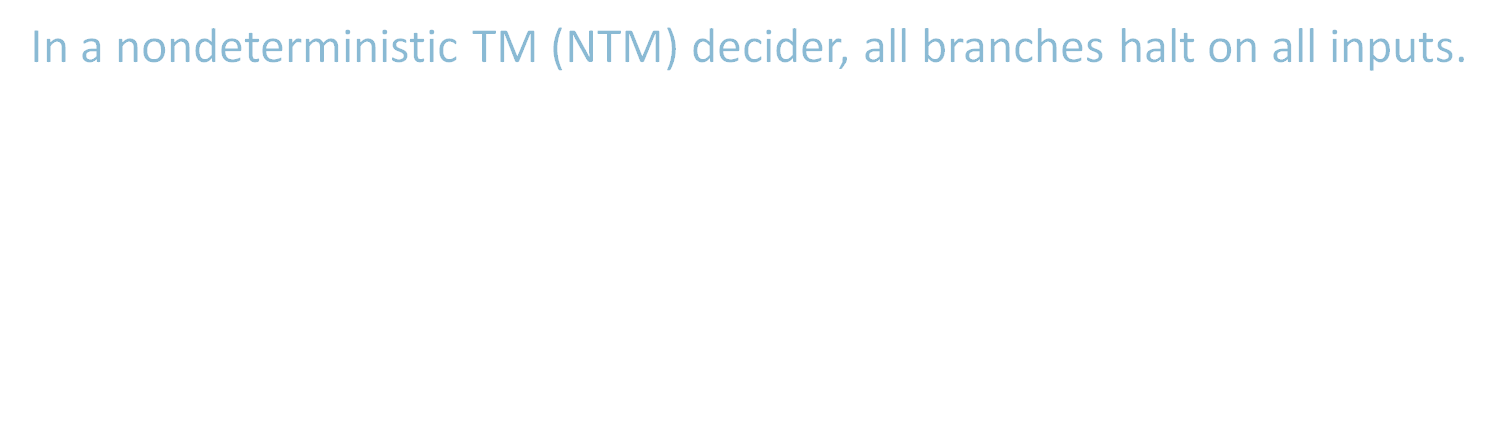 In a nondeterministic TM (NTM) decider, all branches halt on all inputs.